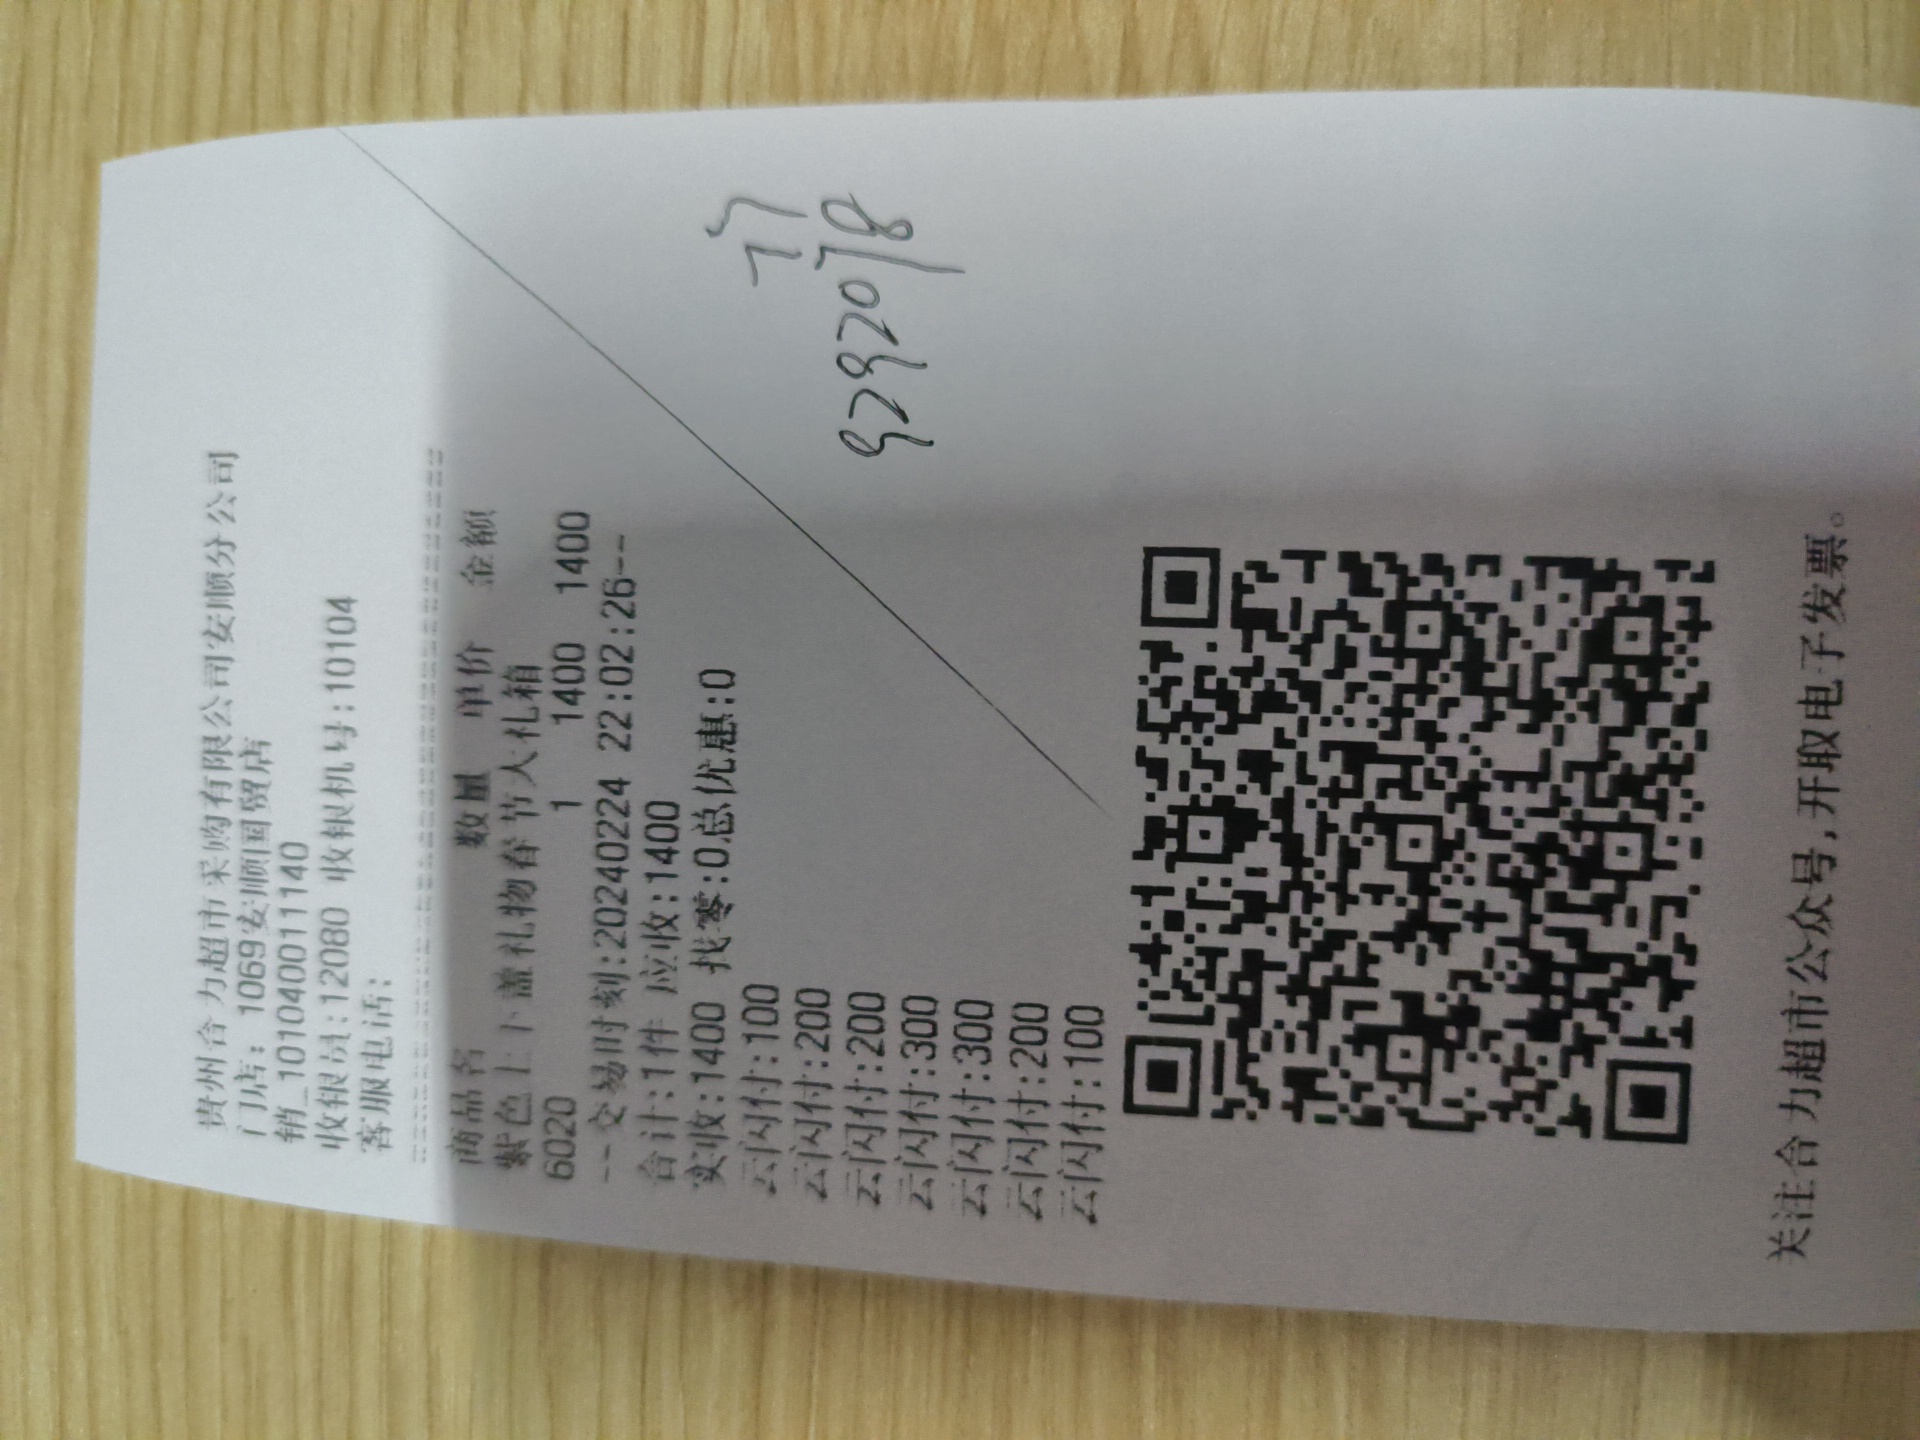 贵州合力超市采购有限公司安顺分公司
门店: 1069安顺国贸店
销_1010400111140
收银员:12080 收银机号:10104
客服电话:
商品名 数量 单价 金额
紫色上下盖礼物春节大礼箱
6020 1 1400 1400
--交易时刻:20240224 22:02:26--
合计:1件 应收:1400
实收:1400 找零:0总优惠:0
云闪付:100
云闪付:200
云闪付:200
云闪付:300
云闪付:300
云闪付:200
云闪付:100
关注合力超市公众号,开取电子发票。